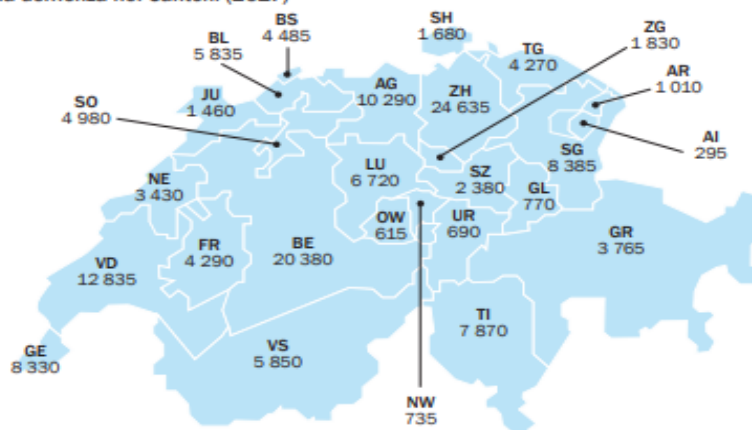 BS
4 485
BL
5 835
SH
1 680
ZG
1 830
TG
4 270
AR
1 010
SO
4 980
JU
1 460
AG
10 290
ZH
24 635
AI
295
SG
8 385
LU
6 720
SZ
2 380
NE
3 430
GL
770
OW
615
UR
690
GR
3 765
FR
4 290
BE
20 380
VD
12 835
TI
7 870
GE
8 330
VS
5 850
NW
735